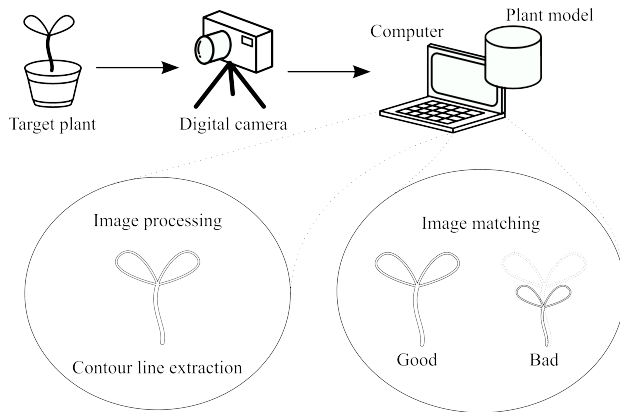 Plant model
Computer
Target plant
Digital camera
Image processing
Contour line extraction
Image matching
Good
Bad